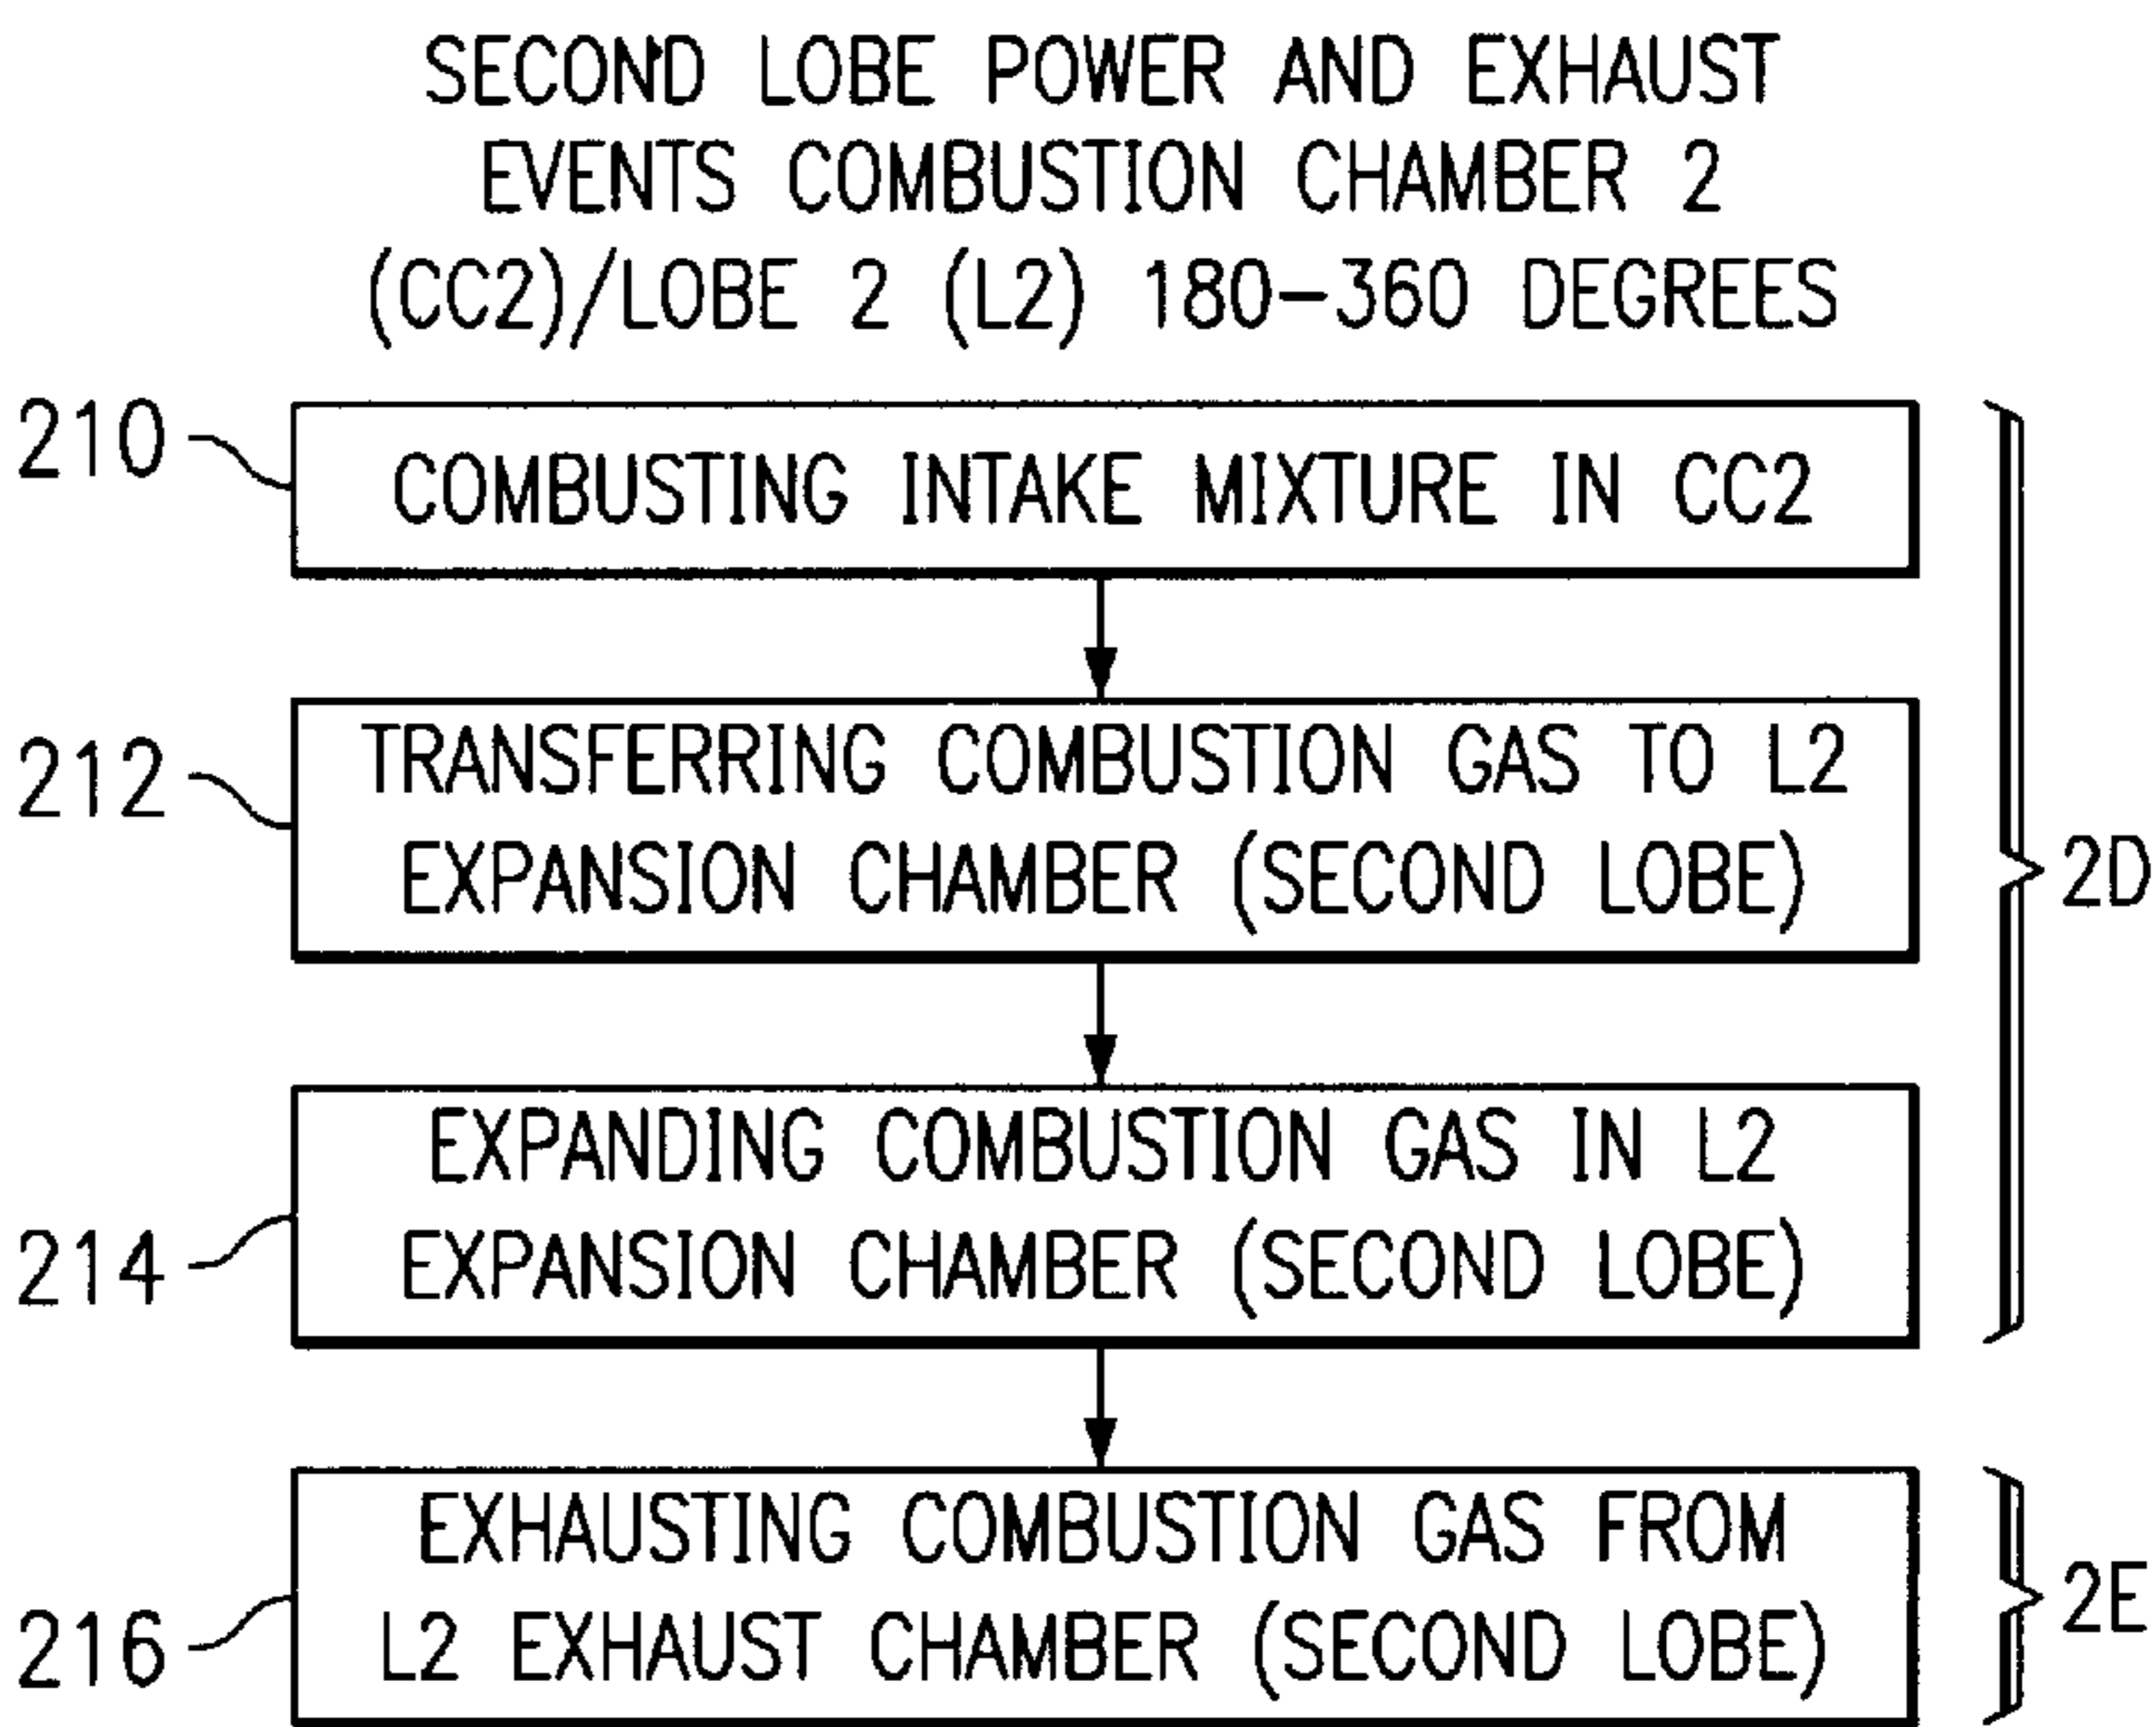 SECOND LOBE POWER AND EXHAUST
EVENTS COMBUSTION CHAMBER 2
(CC2)/LOBE 2 (L2) 180-360 DEGREES
210
COMBUSTING INTAKE MIXTURE IN CC2
212
TRANSFERRING COMBUSTION GAS TO L2
EXPANSION CHAMBER (SECOND LOBE)
2D
214
EXPANDING COMBUSTION GAS IN L2
EXPANSION CHAMBER (SECOND LOBE)
216
EXHAUSTING COMBUSTION GAS FROM
L2 EXHAUST CHAMBER (SECOND LOBE)
2E